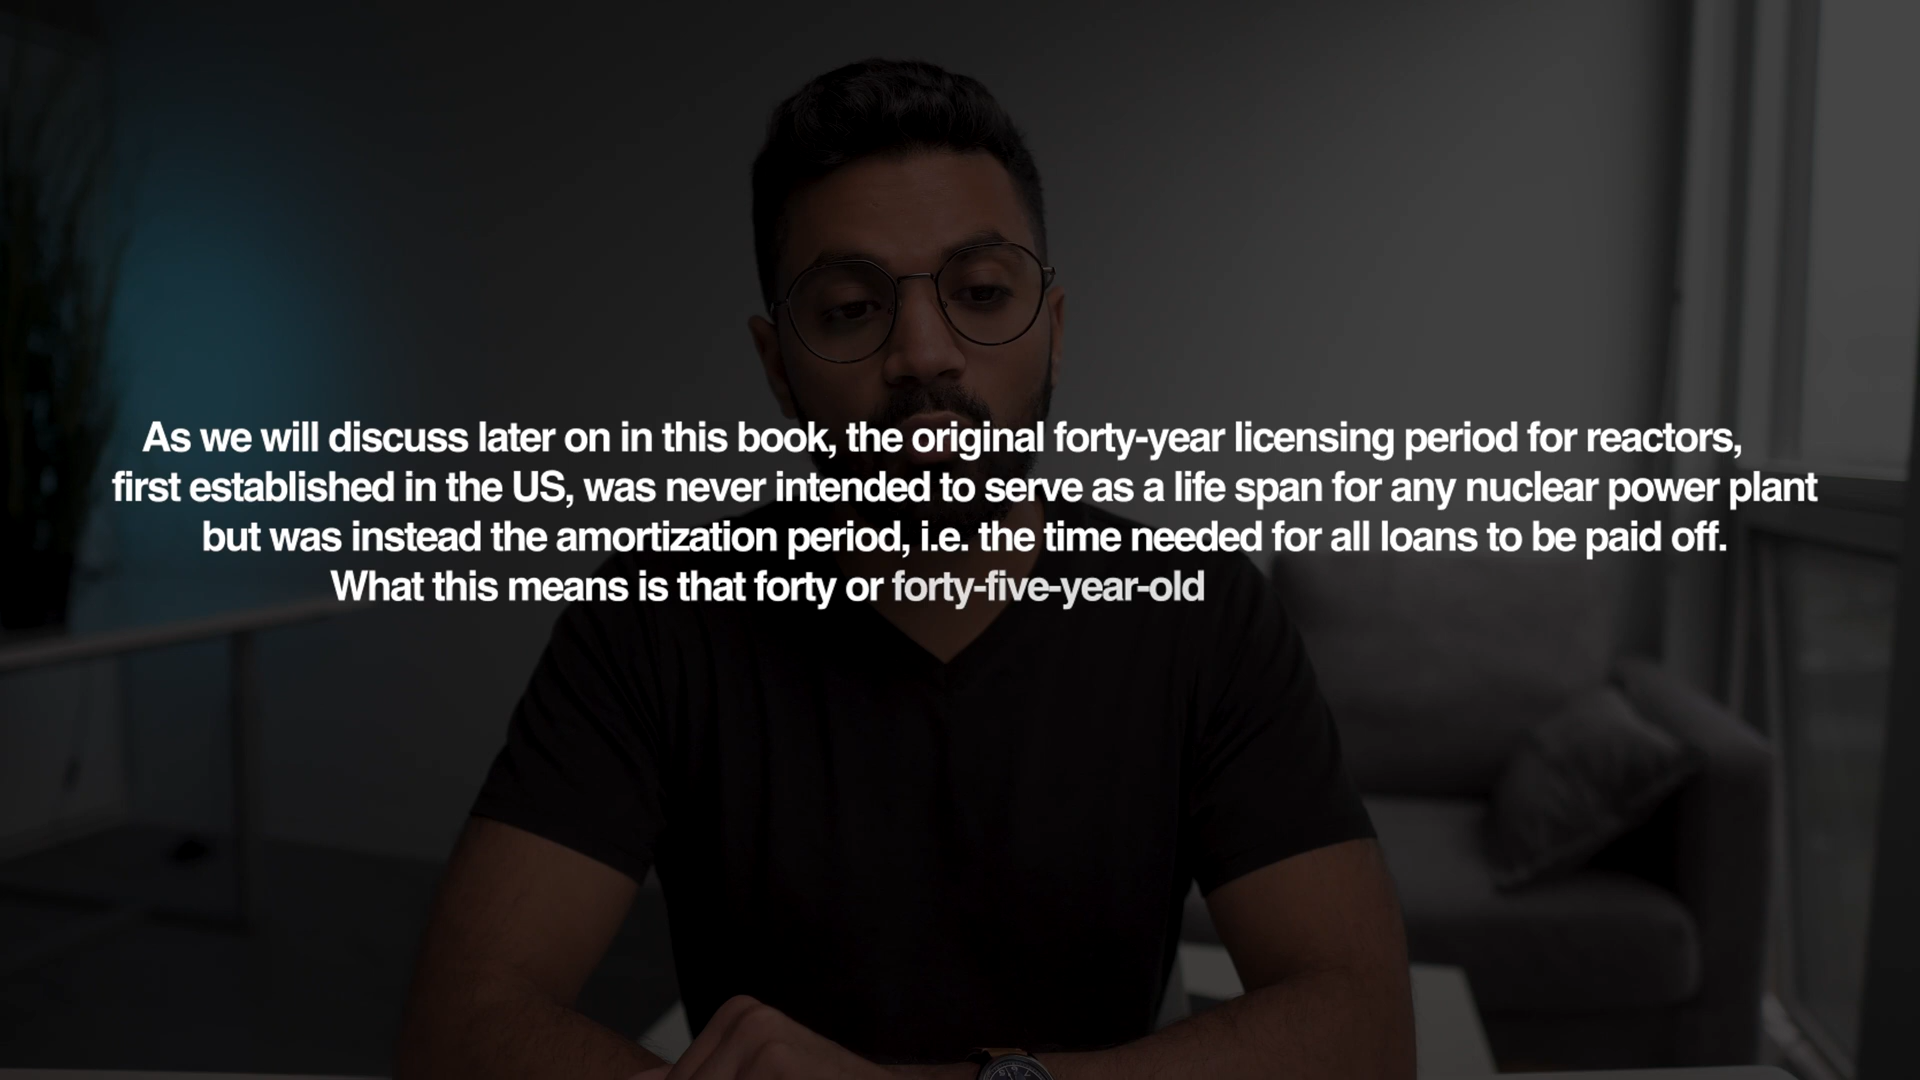 As we will discuss later on in this book, the original forty-year licensing period for reactors,
first established in the US, was never intended to serve as a life span for any nuclear power plant
but was instead the amortization period, i.e. the time needed for all loans to be paid off.
What this means is that forty or forty-five-year-old